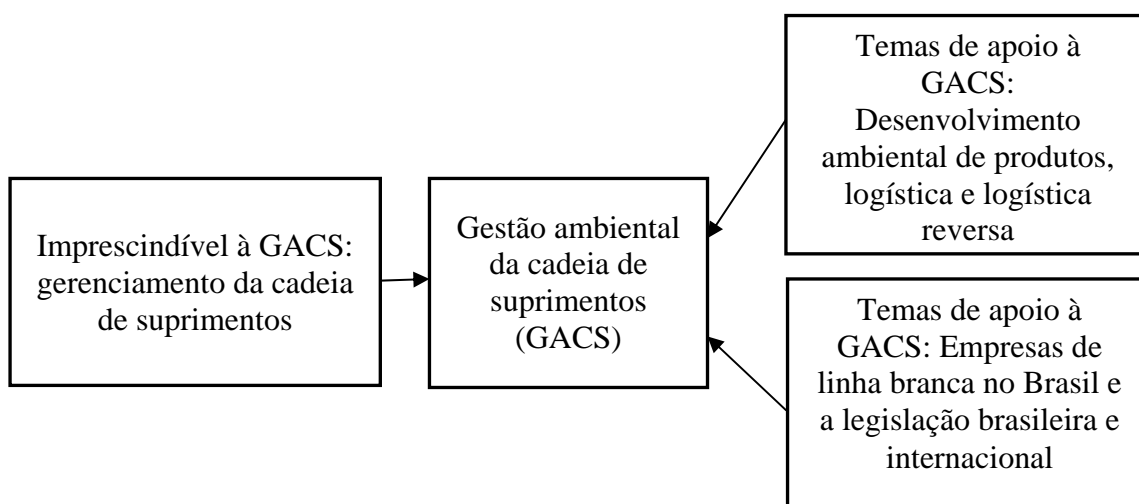 Imprescindível à GACS:
gerenciamento da cadeia
de suprimentos
Gestão ambiental
da cadeia de
suprimentos
(GACS)
Temas de apoio à
GACS:
Desenvolvimento
ambiental de produtos,
logística e logística
reversa
Temas de apoio à
GACS: Empresas de
linha branca no Brasil e
a legislação brasileira e
internacional